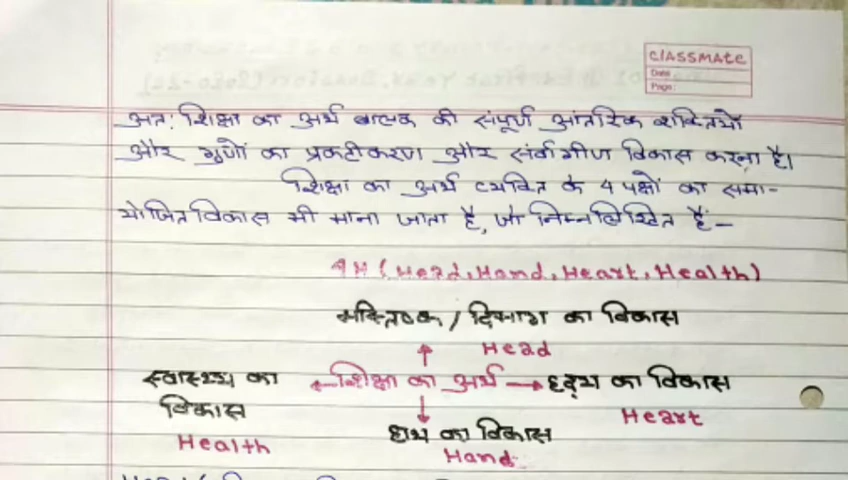 CLASSMATE
Date
Page
अत: शिक्षा का अर्थ बालक की संपूर्ण आंतरिक शक्तियों
और गुणों का प्रकटीकरण और सर्वांगीण विकास करना है।
शिक्षा का अर्थ व्यक्ति के 4 पक्षों का समा-
योजित विकास भी माना जाता है, जो निम्नलिखित हैं-
4H (Head, Hand, Heart, Health)
मस्तिष्क / दिमाग का विकास
Head
स्वास्थ्य का ← शिक्षा का अर्थ → हृदय का विकास
विकास Heart
Health
हाथ का विकास
Hand